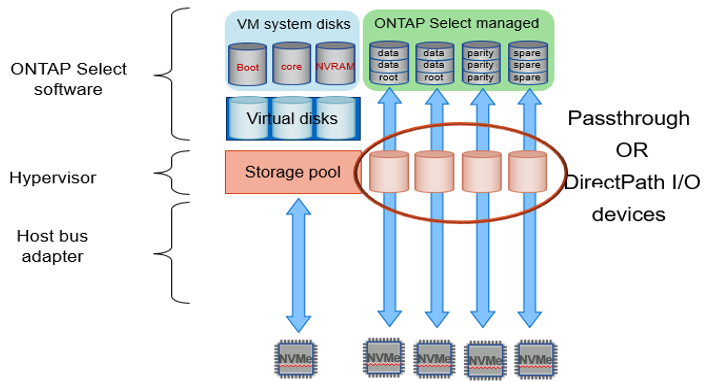 VM system disks
ONTAP Select managed
ONTAP Select
software
Boot
core
NVRAM
data
data
root
data
data
root
parity
parity
parity
spare
spare
spare
Virtual disks
Passthrough
OR
DirectPath I/O
devices
Hypervisor
Storage pool
Host bus
adapter
NVMe
NVMe
NVMe
NVMe
NVMe